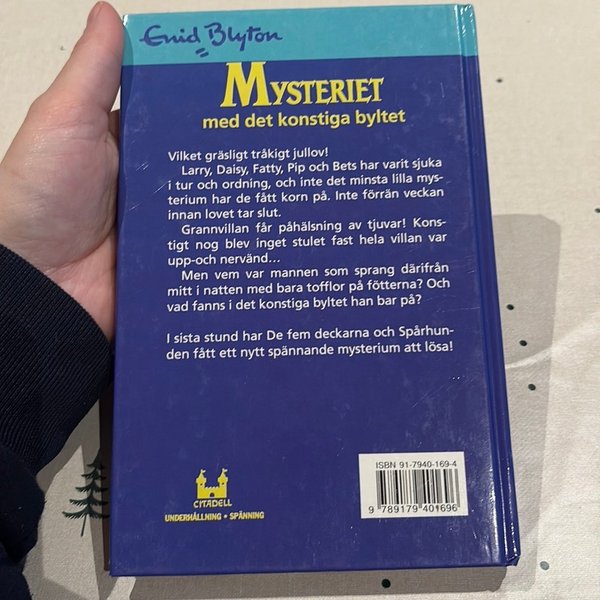 Enid Blyton
MYSTERIET
med det konstiga byltet
Vilket gräsligt tråkigt jullov!
Larry, Daisy, Fatty, Pip och Bets har varit sjuka
i tur och ordning, och inte det minsta lilla mys-
terium har de fått korn på. Inte förrän veckan
innan lovet tar slut.
Grannvillan får påhälsning av tjuvar! Kons-
tigt nog blev inget stulet fast hela villan var
upp-och nervänd...
Men vem var mannen som sprang därifrån
mitt i natten med bara tofflor på fötterna? Och
vad fanns i det konstiga byltet han bar på?
I sista stund har De fem deckarna och Spårhun-
den fått ett nytt spännande mysterium att lösa!
ISBN 91-7940-169-4
9 789179 401696
CITADELL
UNDERHÅLLNING • SPÄNNING